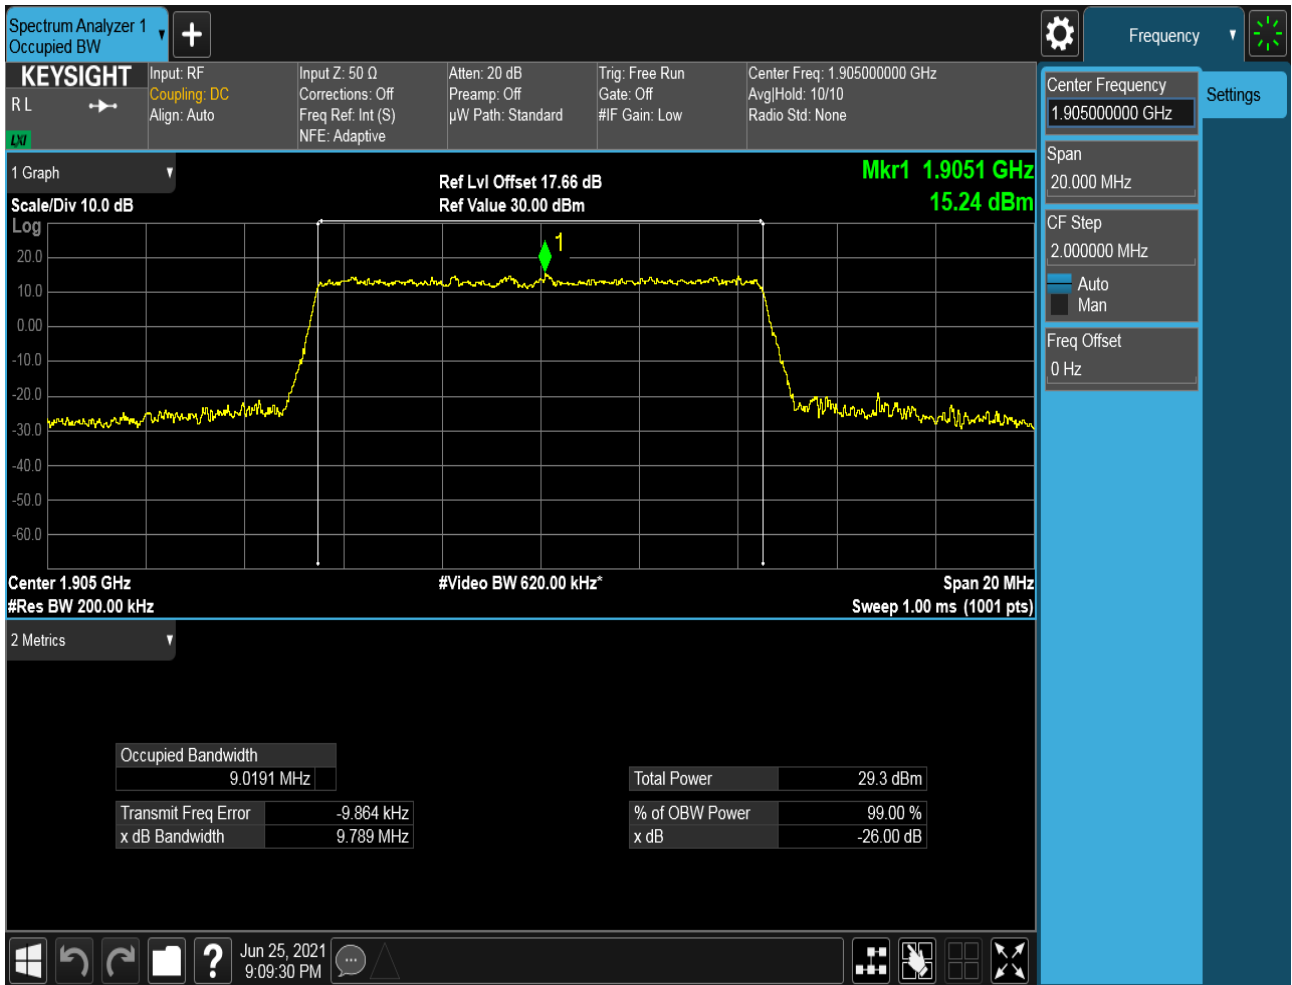 Spectrum Analyzer 1
Occupied BW
Frequency
KEYSIGHT
R L
LXI
Input: RF
Coupling: DC
Align: Auto
Input Z: 50 Ω
Corrections: Off
Freq Ref: Int (S)
NFE: Adaptive
Atten: 20 dB
Preamp: Off
µW Path: Standard
Trig: Free Run
Gate: Off
#IF Gain: Low
Center Freq: 1.905000000 GHz
Avg|Hold: 10/10
Radio Std: None
Center Frequency
1.905000000 GHz
Settings
Span
20.000 MHz
CF Step
2.000000 MHz
Auto
Man
Freq Offset
0 Hz
1 Graph
Scale/Div 10.0 dB
Ref Lvl Offset 17.66 dB
Ref Value 30.00 dBm
Mkr1 1.9051 GHz
15.24 dBm
Log
1
20.0
10.0
0.00
-10.0
-20.0
-30.0
-40.0
-50.0
-60.0
Center 1.905 GHz
#Res BW 200.00 kHz
#Video BW 620.00 kHz*
Span 20 MHz
Sweep 1.00 ms (1001 pts)
2 Metrics
Occupied Bandwidth
9.0191 MHz
Transmit Freq Error -9.864 kHz
x dB Bandwidth 9.789 MHz
Total Power 29.3 dBm
% of OBW Power 99.00 %
x dB -26.00 dB
Jun 25, 2021
9:09:30 PM